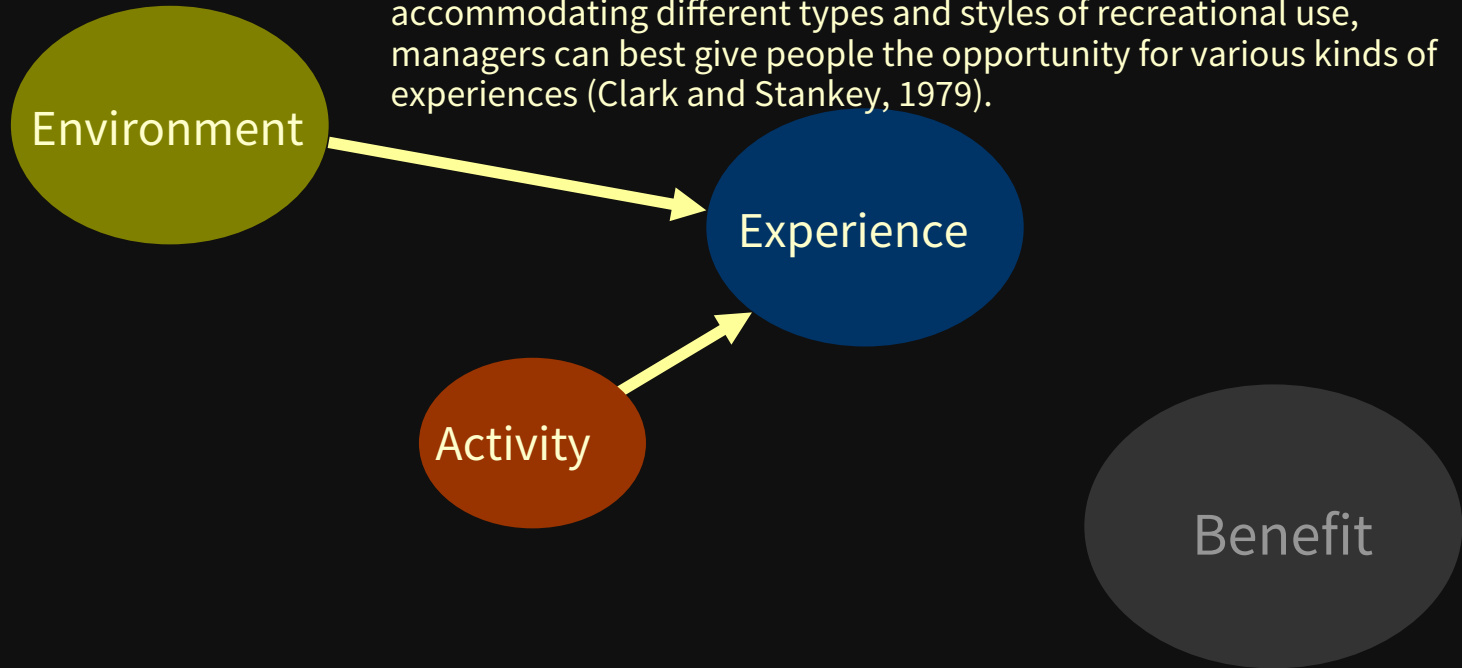 accommodating different types and styles of recreational use,
managers can best give people the opportunity for various kinds of
experiences (Clark and Stankey, 1979).
Environment
Experience
Activity
Benefit